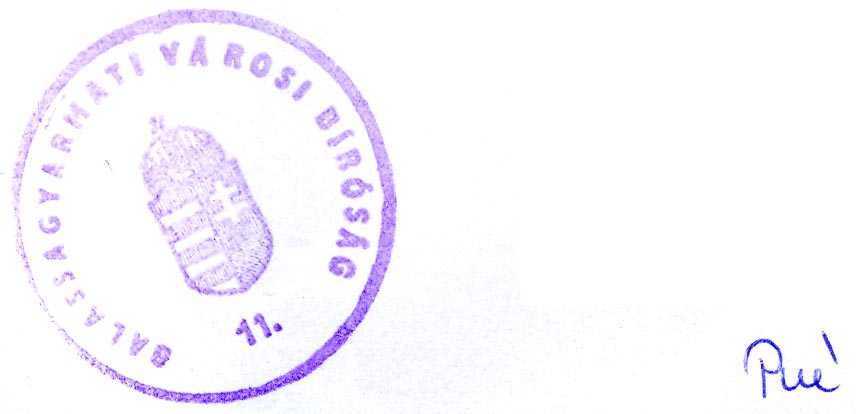 BALASSAGYARMATI VÁROSI BÍRÓSÁG
11.